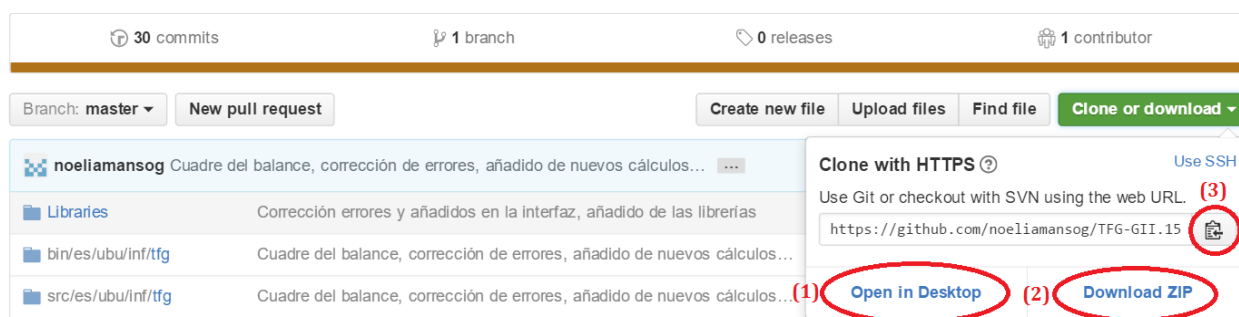 30 commits 1 branch 0 releases 1 contributor
Branch: master New pull request Create new file Upload files Find file Clone or download
noeliamansog Cuadre del balance, corrección de errores, añadido de nuevos cálculos… ...
Clone with HTTPS ? Use SSH
Use Git or checkout with SVN using the web URL. (3)
https://github.com/noeliamansog/TFG-GII.15
Libraries Corrección errores y añadidos en la interfaz, añadido de las librerías
bin/es/ubu/inf/tfg Cuadre del balance, corrección de errores, añadido de nuevos cálculos…
src/es/ubu/inf/tfg Cuadre del balance, corrección de errores, añadido de nuevos cálculos…
(1) Open in Desktop (2) Download ZIP